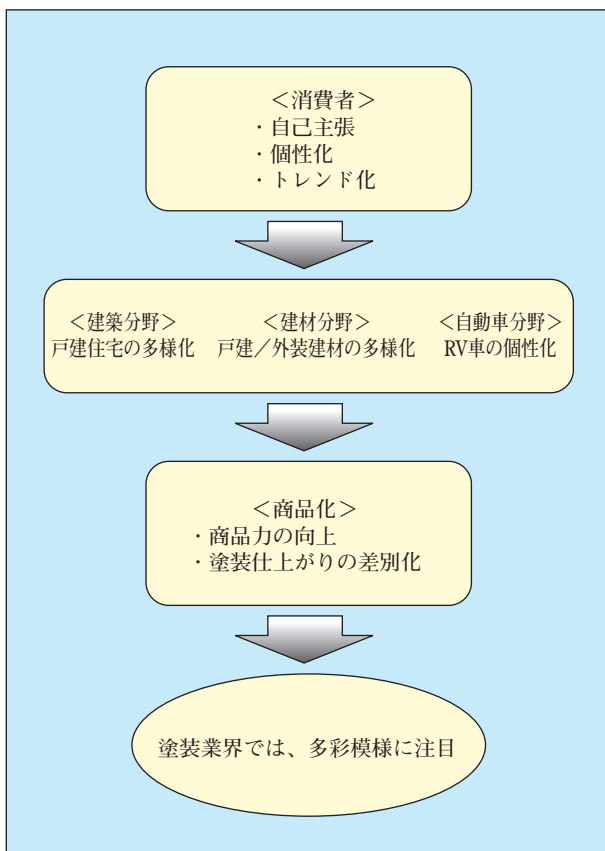 ＜消費者＞
・自己主張
・個性化
・トレンド化
＜建築分野＞ ＜建材分野＞ ＜自動車分野＞
戸建住宅の多様化 戸建／外装建材の多様化 RV車の個性化
＜商品化＞
・商品力の向上
・塗装仕上がりの差別化
塗装業界では、多彩模様に注目